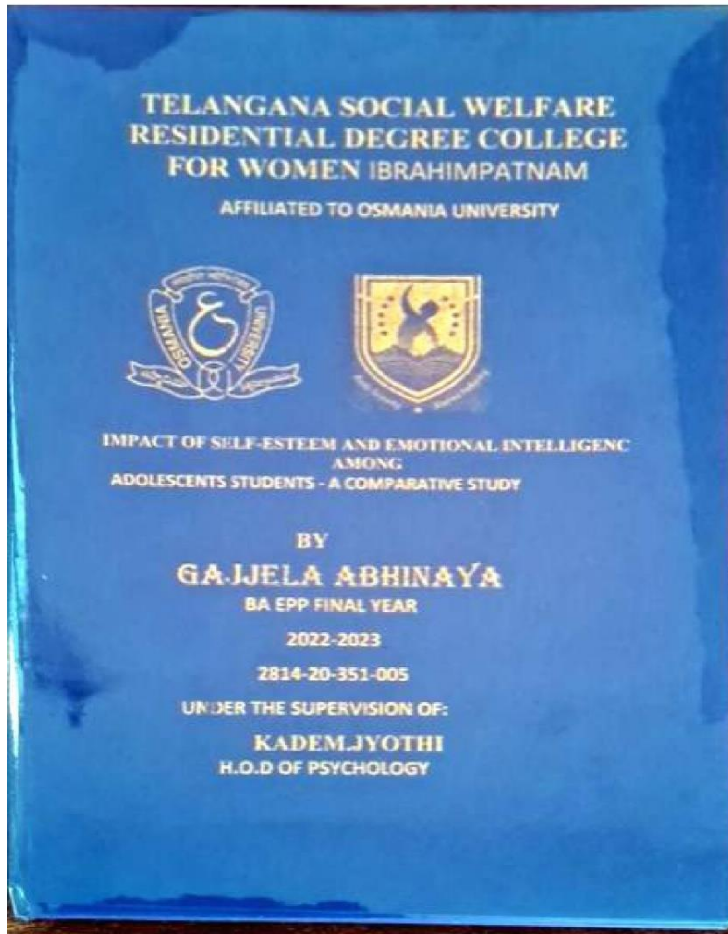 TELANGANA SOCIAL WELFARE
RESIDENTIAL DEGREE COLLEGE
FOR WOMEN IBRAHIMPATNAM
AFFILIATED TO OSMANIA UNIVERSITY
OSMANIA UNIVERSITY
IMPACT OF SELF-ESTEEM AND EMOTIONAL INTELLIGENC
AMONG
ADOLESCENTS STUDENTS - A COMPARATIVE STUDY
BY
GAJJELA ABHINAYA
BA EPP FINAL YEAR
2022-2023
2814-20-351-005
UNDER THE SUPERVISION OF:
KADEM.JYOTHI
H.O.D OF PSYCHOLOGY